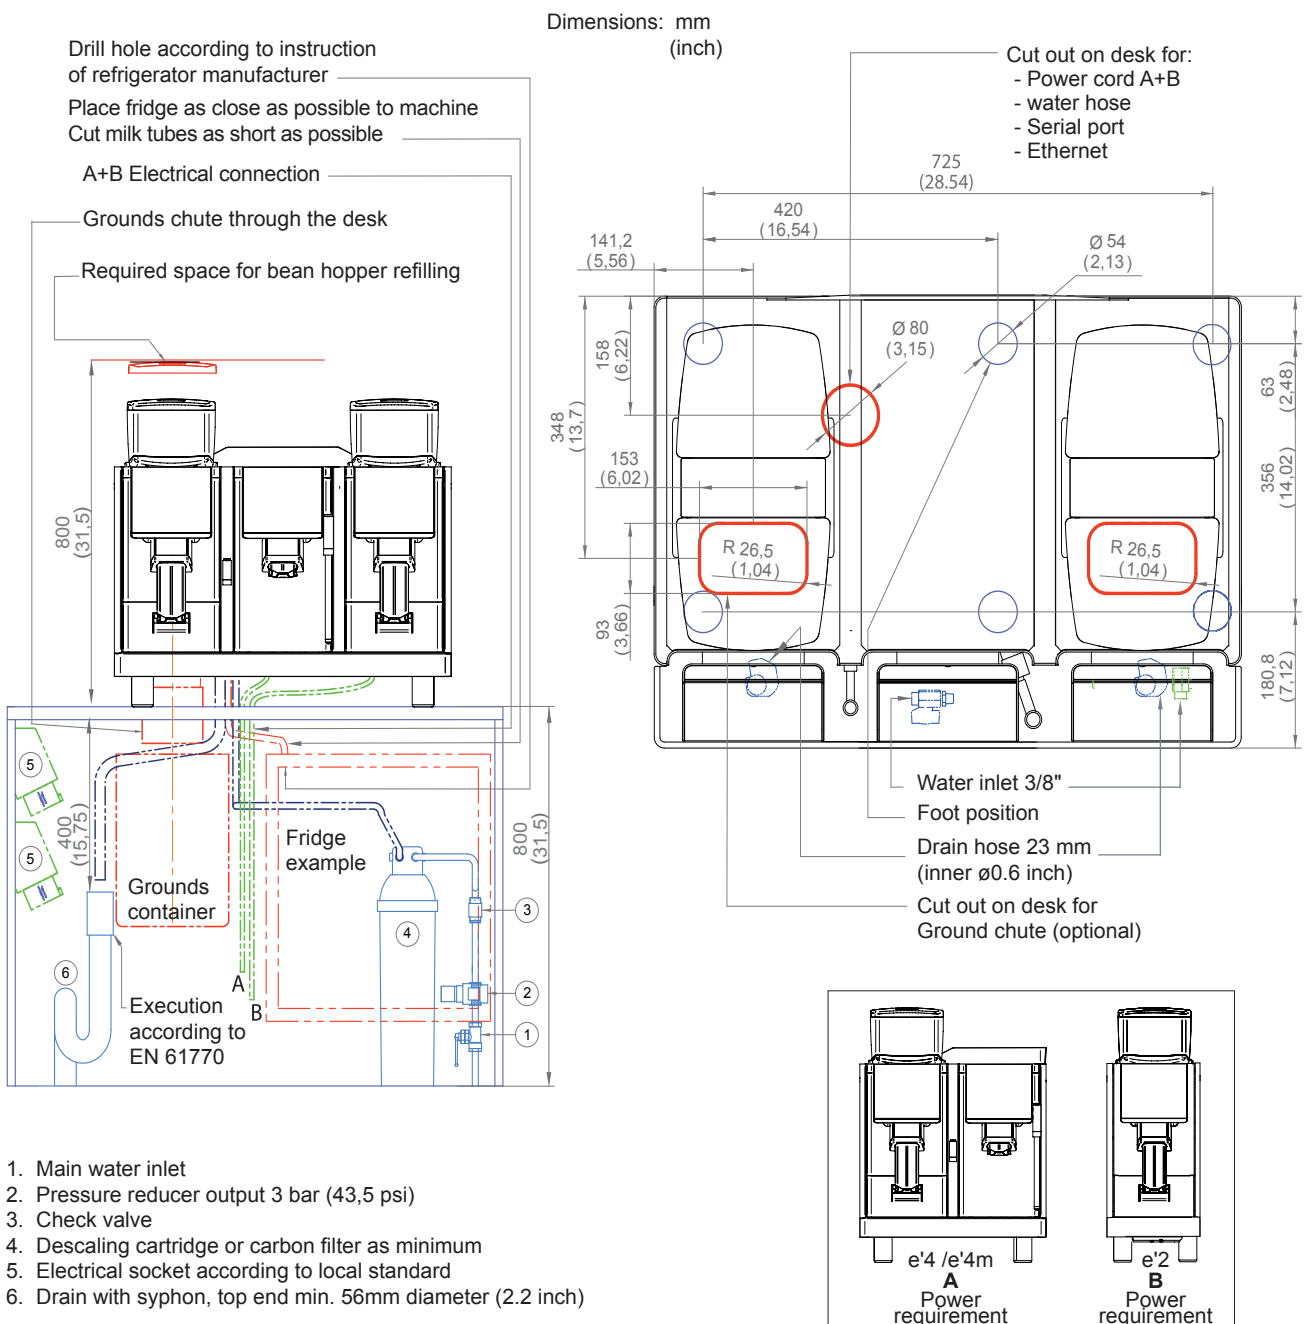 Dimensions: mm
(inch)
Drill hole according to instruction
of refrigerator manufacturer
Place fridge as close as possible to machine
Cut milk tubes as short as possible
A+B Electrical connection
Grounds chute through the desk
Required space for bean hopper refilling
Cut out on desk for:
- Power cord A+B
- water hose
- Serial port
- Ethernet
725
(28.54)
420
(16,54)
141,2
(5,56)
Ø 54
(2,13)
Ø 80
(3,15)
158
(6,22)
348
(13,7)
153
(6,02)
93
(3,66)
R 26,5
(1,04)
R 26,5
(1,04)
63
(2,48)
356
(14,02)
180,8
(7,12)
800
(31,5)
5
5
400
(15,75)
800
(31,5)
Fridge
example
Grounds
container
3
4
2
1
6
A
B
Execution
according to
EN 61770
Water inlet 3/8"
Foot position
Drain hose 23 mm
(inner ø0.6 inch)
Cut out on desk for
Ground chute (optional)
1. Main water inlet
2. Pressure reducer output 3 bar (43,5 psi)
3. Check valve
4. Descaling cartridge or carbon filter as minimum
5. Electrical socket according to local standard
6. Drain with syphon, top end min. 56mm diameter (2.2 inch)
e'4 /e'4m
A
Power
requirement
e'2
B
Power
requirement